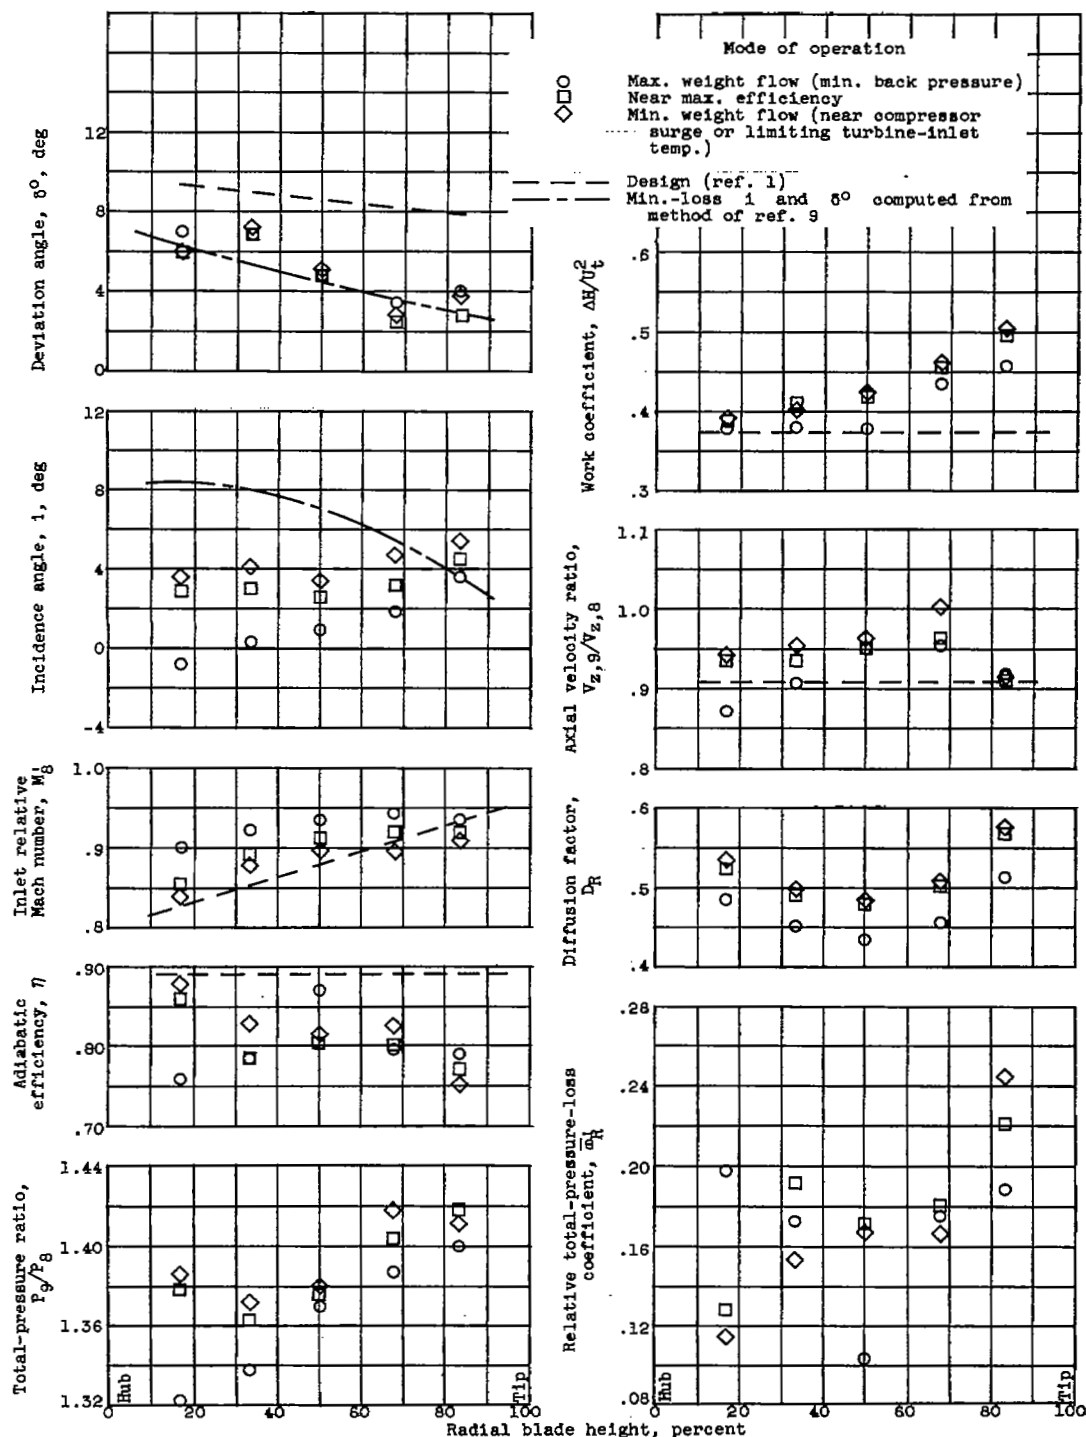 Mode of operation
Max. weight flow (min. back pressure)
Near max. efficiency
Min. weight flow (near compressor
surge or limiting turbine-inlet
temp.)
Design (ref. 1)
Min.-loss i and δ° computed from
method of ref. 9
Deviation angle, δ°, deg
12
8
4
0
Incidence angle, i, deg
12
8
4
0
-4
Inlet relative
Mach number, M'8
1.0
.9
.8
Adiabatic
efficiency, η
.90
.80
.70
Total-pressure ratio,
P9/P8
1.44
1.40
1.36
1.32
Hub
Tip
0 20 40 60 80 100
Work coefficient, ΔH/U²t
.6
.5
.4
.3
Axial velocity ratio,
Vz,9/Vz,8
1.1
1.0
.9
.8
Diffusion factor,
DR
.6
.5
.4
Relative total-pressure-loss
coefficient, ω̄'R
.28
.24
.20
.16
.12
.08
Hub
Tip
0 20 40 60 80 100
Radial blade height, percent